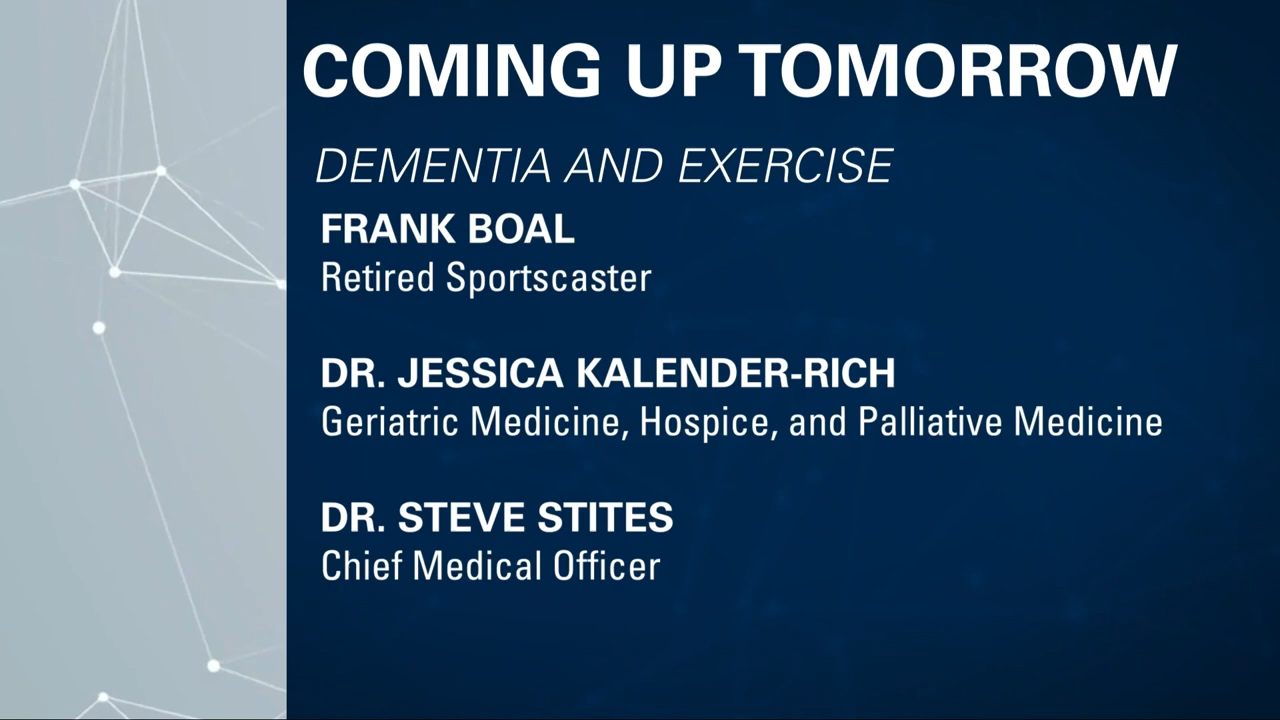 COMING UP TOMORROW
DEMENTIA AND EXERCISE
FRANK BOAL
Retired Sportscaster
DR. JESSICA KALENDER-RICH
Geriatric Medicine, Hospice, and Palliative Medicine
DR. STEVE STITES
Chief Medical Officer